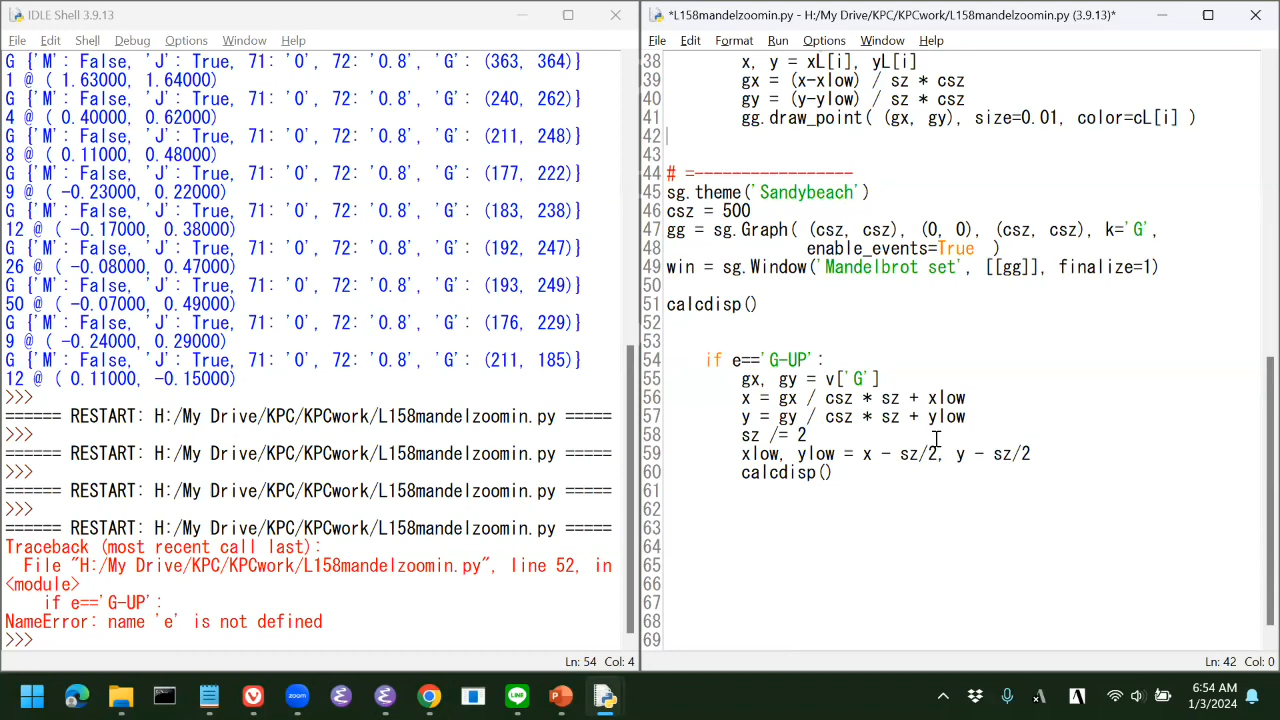 IDLE Shell 3.9.13
File Edit Shell Debug Options Window Help
G {'M': False, 'J': True, 71: '0', 72: '0.8', 'G': (363, 364)}
1 @ ( 1.63000, 1.64000)
G {'M': False, 'J': True, 71: '0', 72: '0.8', 'G': (240, 262)}
4 @ ( 0.40000, 0.62000)
G {'M': False, 'J': True, 71: '0', 72: '0.8', 'G': (211, 248)}
8 @ ( 0.11000, 0.48000)
G {'M': False, 'J': True, 71: '0', 72: '0.8', 'G': (177, 222)}
9 @ ( -0.23000, 0.22000)
G {'M': False, 'J': True, 71: '0', 72: '0.8', 'G': (183, 238)}
12 @ ( -0.17000, 0.38000)
G {'M': False, 'J': True, 71: '0', 72: '0.8', 'G': (192, 247)}
26 @ ( -0.08000, 0.47000)
G {'M': False, 'J': True, 71: '0', 72: '0.8', 'G': (193, 249)}
50 @ ( -0.07000, 0.49000)
G {'M': False, 'J': True, 71: '0', 72: '0.8', 'G': (176, 229)}
9 @ ( -0.24000, 0.29000)
G {'M': False, 'J': True, 71: '0', 72: '0.8', 'G': (211, 185)}
12 @ ( 0.11000, -0.15000)
>>>
====== RESTART: H:/My Drive/KPC/KPCwork/L158mandelzoomin.py =====
>>>
====== RESTART: H:/My Drive/KPC/KPCwork/L158mandelzoomin.py =====
>>>
====== RESTART: H:/My Drive/KPC/KPCwork/L158mandelzoomin.py =====
>>>
====== RESTART: H:/My Drive/KPC/KPCwork/L158mandelzoomin.py =====
Traceback (most recent call last):
  File "H:/My Drive/KPC/KPCwork/L158mandelzoomin.py", line 52, in
<module>
    if e=='G-UP':
NameError: name 'e' is not defined
>>>
Ln: 54 Col: 4
*L158mandelzoomin.py - H:/My Drive/KPC/KPCwork/L158mandelzoomin.py (3.9.13)*
File Edit Format Run Options Window Help
38         x, y = xL[i], yL[i]
39         gx = (x-xlow) / sz * csz
40         gy = (y-ylow) / sz * csz
41         gg.draw_point( (gx, gy), size=0.01, color=cL[i] )
42
43
44 # =-----------------
45 sg.theme('Sandybeach')
46 csz = 500
47 gg = sg.Graph( (csz, csz), (0, 0), (csz, csz), k='G',
48                enable_events=True  )
49 win = sg.Window('Mandelbrot set', [[gg]], finalize=1)
50
51 calcdisp()
52
53
54     if e=='G-UP':
55         gx, gy = v['G']
56         x = gx / csz * sz + xlow
57         y = gy / csz * sz + ylow
58         sz /= 2
59         xlow, ylow = x - sz/2, y - sz/2
60         calcdisp()
61
62
63
64
65
66
67
68
69
Ln: 42 Col: 0
zoom
LINE
A
6:54 AM
1/3/2024